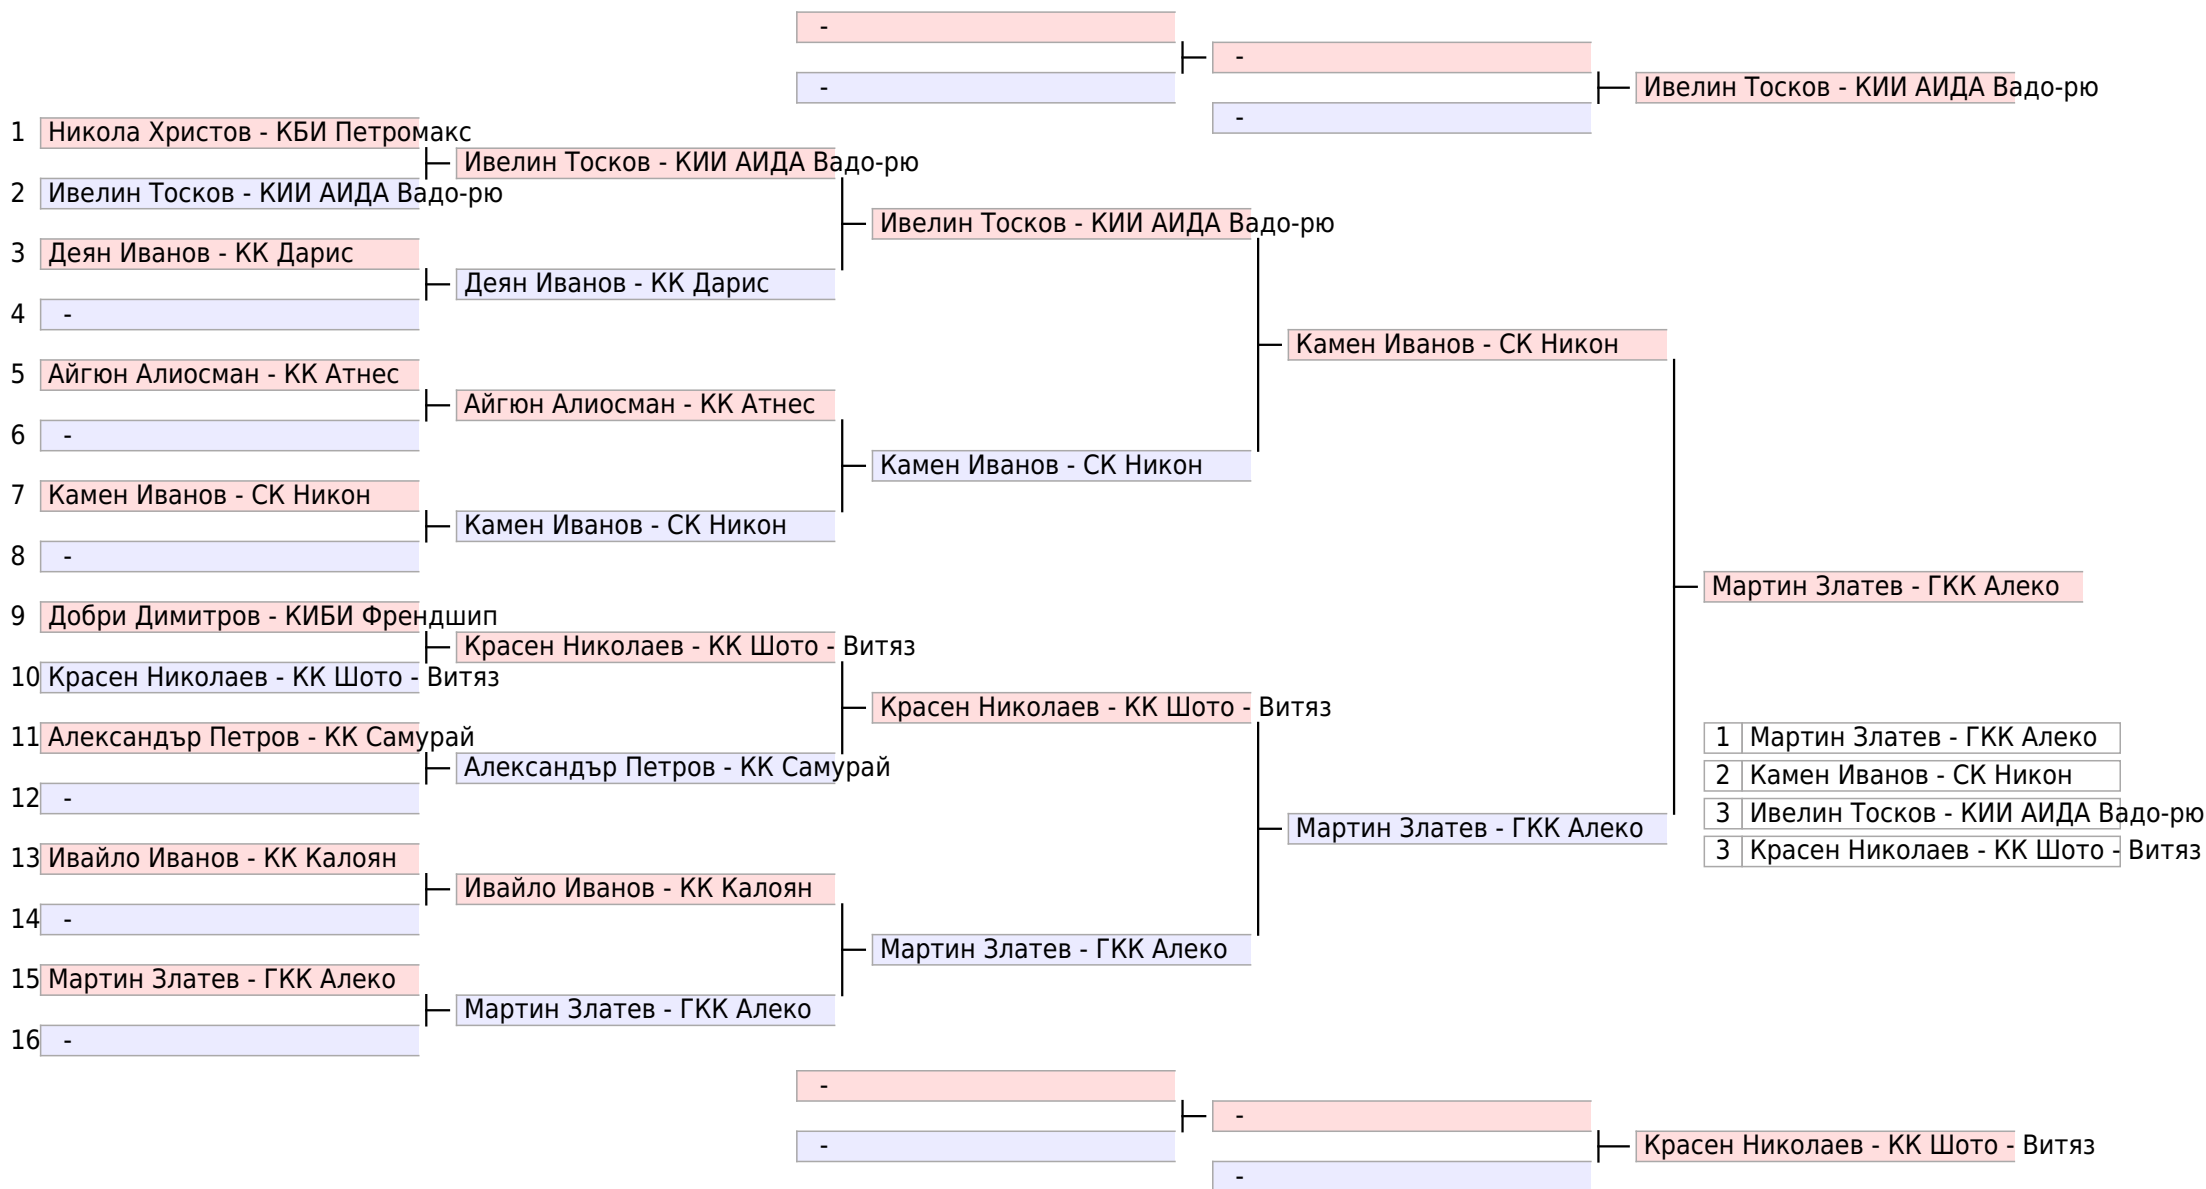 -
-
-
-
Ивелин Тосков - КИИ АИДА Вадо-рю
1 Никола Христов - КБИ Петромакс
2 Ивелин Тосков - КИИ АИДА Вадо-рю
3 Деян Иванов - КК Дарис
4 -
5 Айгюн Алиосман - КК Атнес
6 -
7 Камен Иванов - СК Никон
8 -
9 Добри Димитров - КИБИ Френдшип
10 Красен Николаев - КК Шото - Витяз
11 Александър Петров - КК Самурай
12 -
13 Ивайло Иванов - КК Калоян
14 -
15 Мартин Златев - ГКК Алеко
16 -
Ивелин Тосков - КИИ АИДА Вадо-рю
Деян Иванов - КК Дарис
Айгюн Алиосман - КК Атнес
Камен Иванов - СК Никон
Красен Николаев - КК Шото - Витяз
Александър Петров - КК Самурай
Ивайло Иванов - КК Калоян
Мартин Златев - ГКК Алеко
Ивелин Тосков - КИИ АИДА Вадо-рю
Камен Иванов - СК Никон
Красен Николаев - КК Шото - Витяз
Мартин Златев - ГКК Алеко
Камен Иванов - СК Никон
Мартин Златев - ГКК Алеко
Мартин Златев - ГКК Алеко
1 Мартин Златев - ГКК Алеко
2 Камен Иванов - СК Никон
3 Ивелин Тосков - КИИ АИДА Вадо-рю
3 Красен Николаев - КК Шото - Витяз
-
-
-
-
Красен Николаев - КК Шото - Витяз